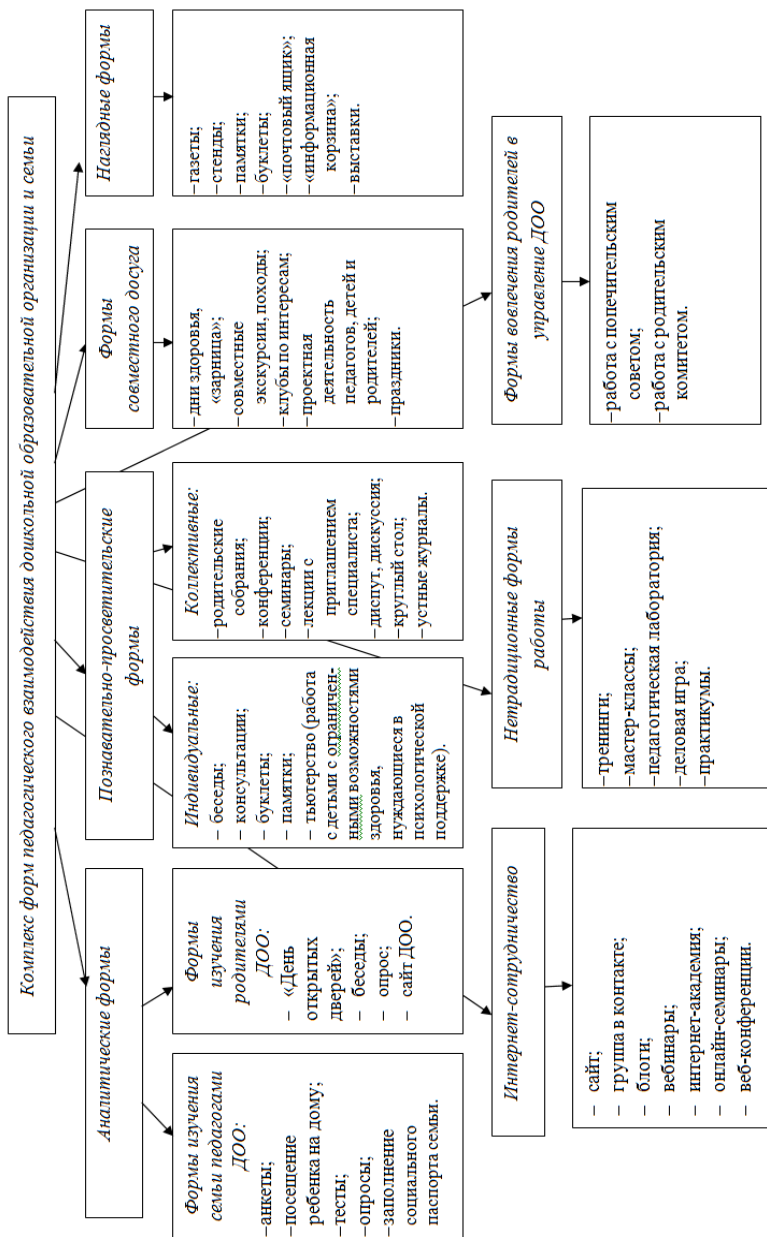 Комплекс форм педагогического взаимодействия дошкольной образовательной организации и семьи
Аналитические формы
Познавательно-просветительские
формы
Формы
совместного досуга
Наглядные формы
Формы изучения
семьи педагогами
ДОО:
–анкеты;
–посещение
ребенка на дому;
–тесты;
–опросы;
–заполнение
социального
паспорта семьи.
Формы
изучения
родителями
ДОО:
– «День
открытых
дверей»;
– беседы;
– опрос;
– сайт ДОО.
Индивидуальные:
– беседы;
– консультации;
– буклеты;
– памятки;
– тьютерство (работа
с детьми с ограничен-
ными возможностями
здоровья,
нуждающиеся в
психологической
поддержке).
Коллективные:
–родительские
собрания;
–конференции;
–семинары;
–лекции с
приглашением
специалиста;
–диспут, дискуссия;
–круглый стол;
–устные журналы.
–дни здоровья,
«зарница»;
–совместные
экскурсии, походы;
–клубы по интересам;
–проектная
деятельность
педагогов, детей и
родителей;
–праздники.
–газеты;
–стенды;
–памятки;
–буклеты;
–«почтовый ящик»;
–«информационная
корзина»;
–выставки.
Интернет-сотрудничество
Нетрадиционные формы
работы
Формы вовлечения родителей в
управление ДОО
– сайт;
– группа в контакте;
– блоги;
– вебинары;
– интернет-академия;
– онлайн-семинары;
– веб-конференции.
–тренинги;
–мастер-классы;
–педагогическая лаборатория;
–деловая игра;
–практикумы.
–работа с попечительским
советом;
–работа с родительским
комитетом.